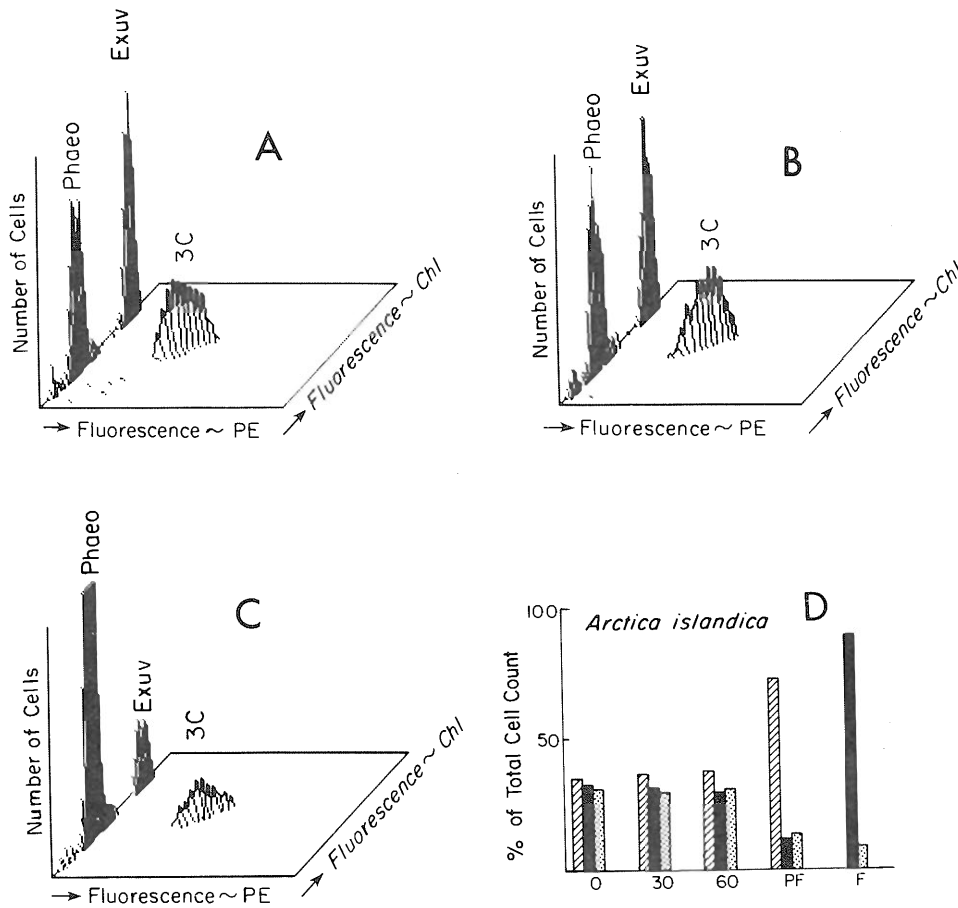 Exuv
Phaeo
A
3C
Number of Cells
→ Fluorescence ~ PE
→ Fluorescence ~ Chl
Exuv
Phaeo
B
3C
Number of Cells
→ Fluorescence ~ PE
→ Fluorescence ~ Chl
Phaeo
C
Exuv
3C
Number of Cells
→ Fluorescence ~ PE
→ Fluorescence ~ Chl
D
Arctica islandica
% of Total Cell Count
100
50
0 30 60 PF F